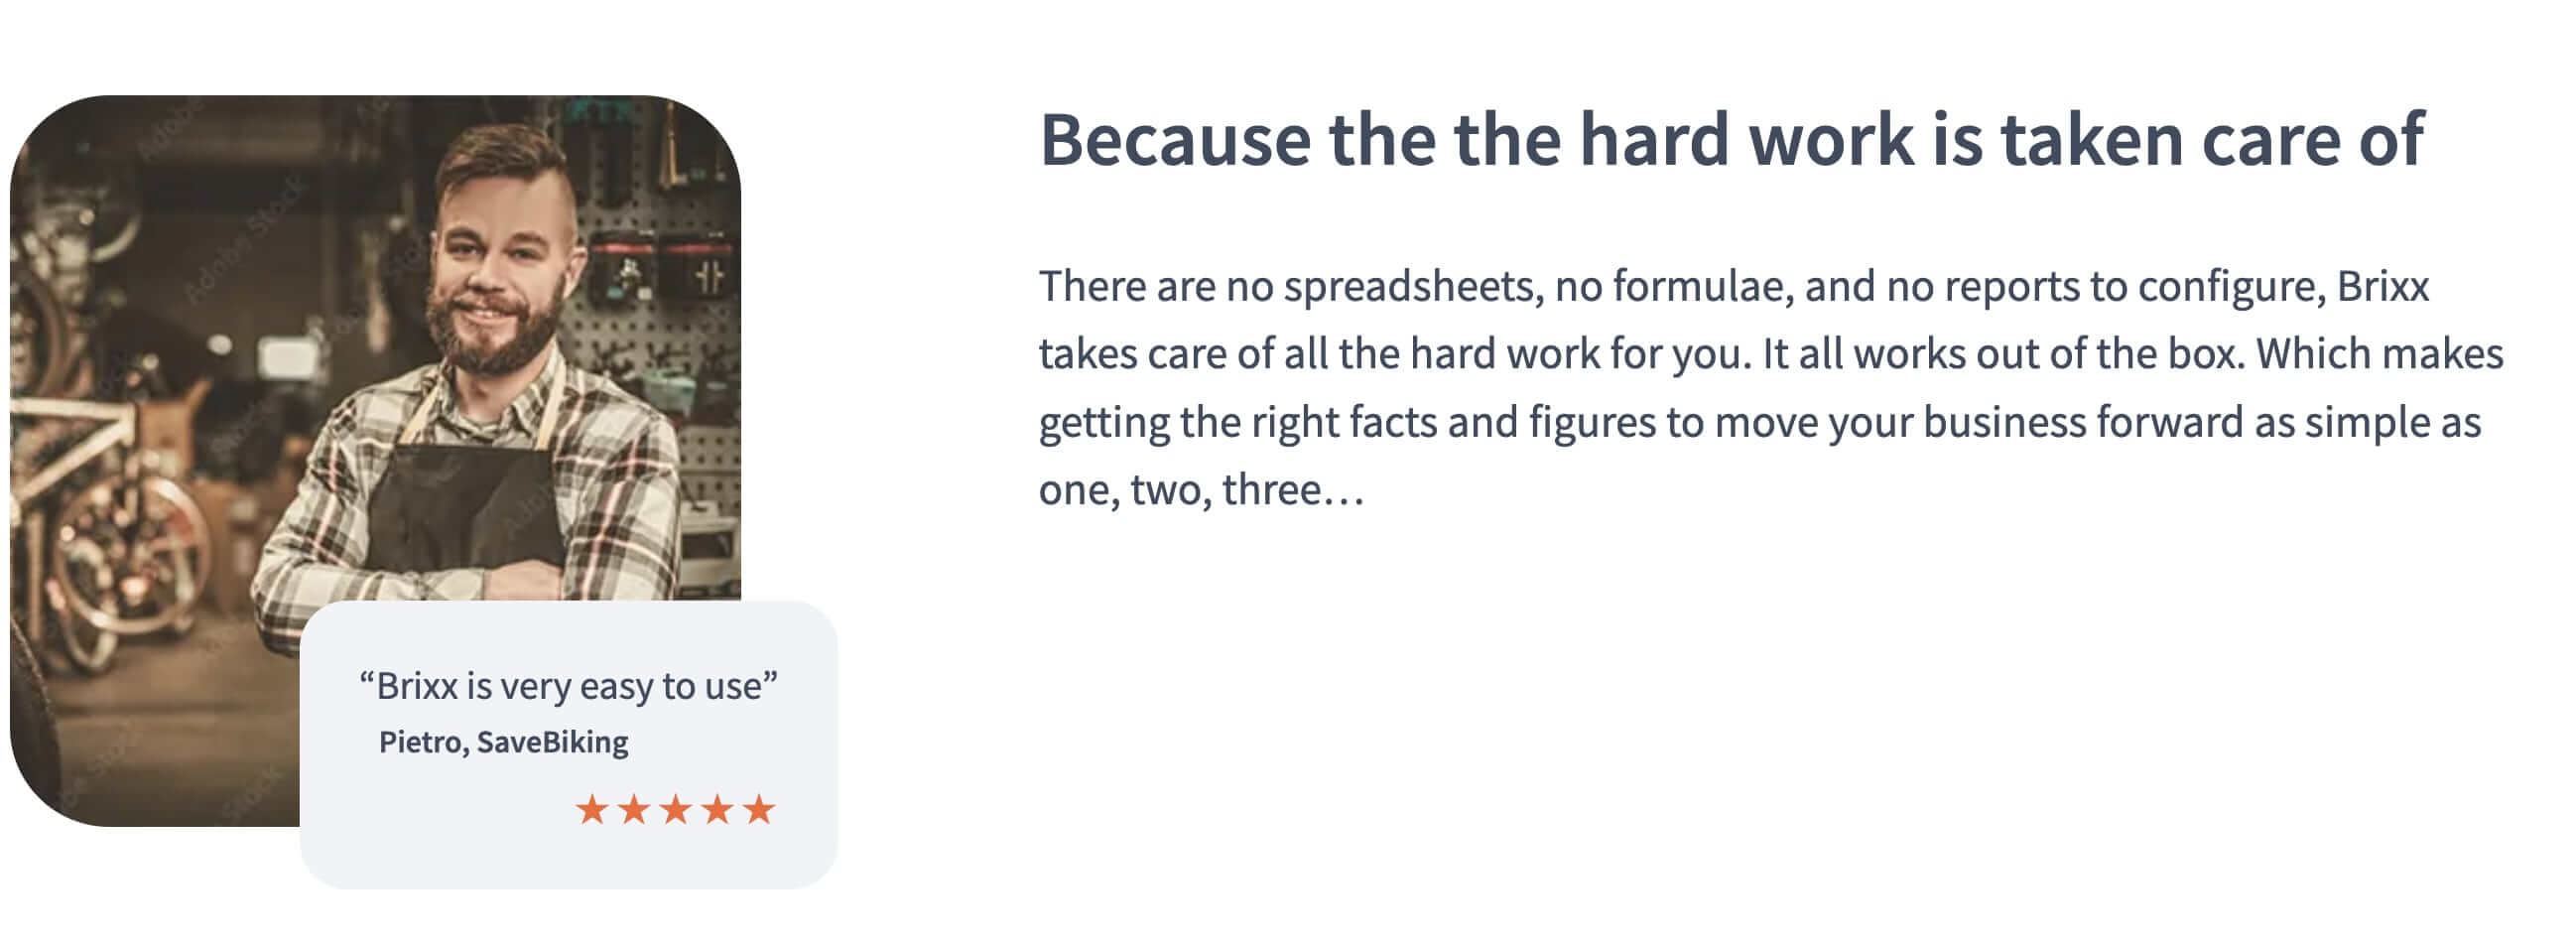 Because the the hard work is taken care of
There are no spreadsheets, no formulae, and no reports to configure, Brixx
takes care of all the hard work for you. It all works out of the box. Which makes
getting the right facts and figures to move your business forward as simple as
one, two, three…
“Brixx is very easy to use”
Pietro, SaveBiking
Adobe Stock